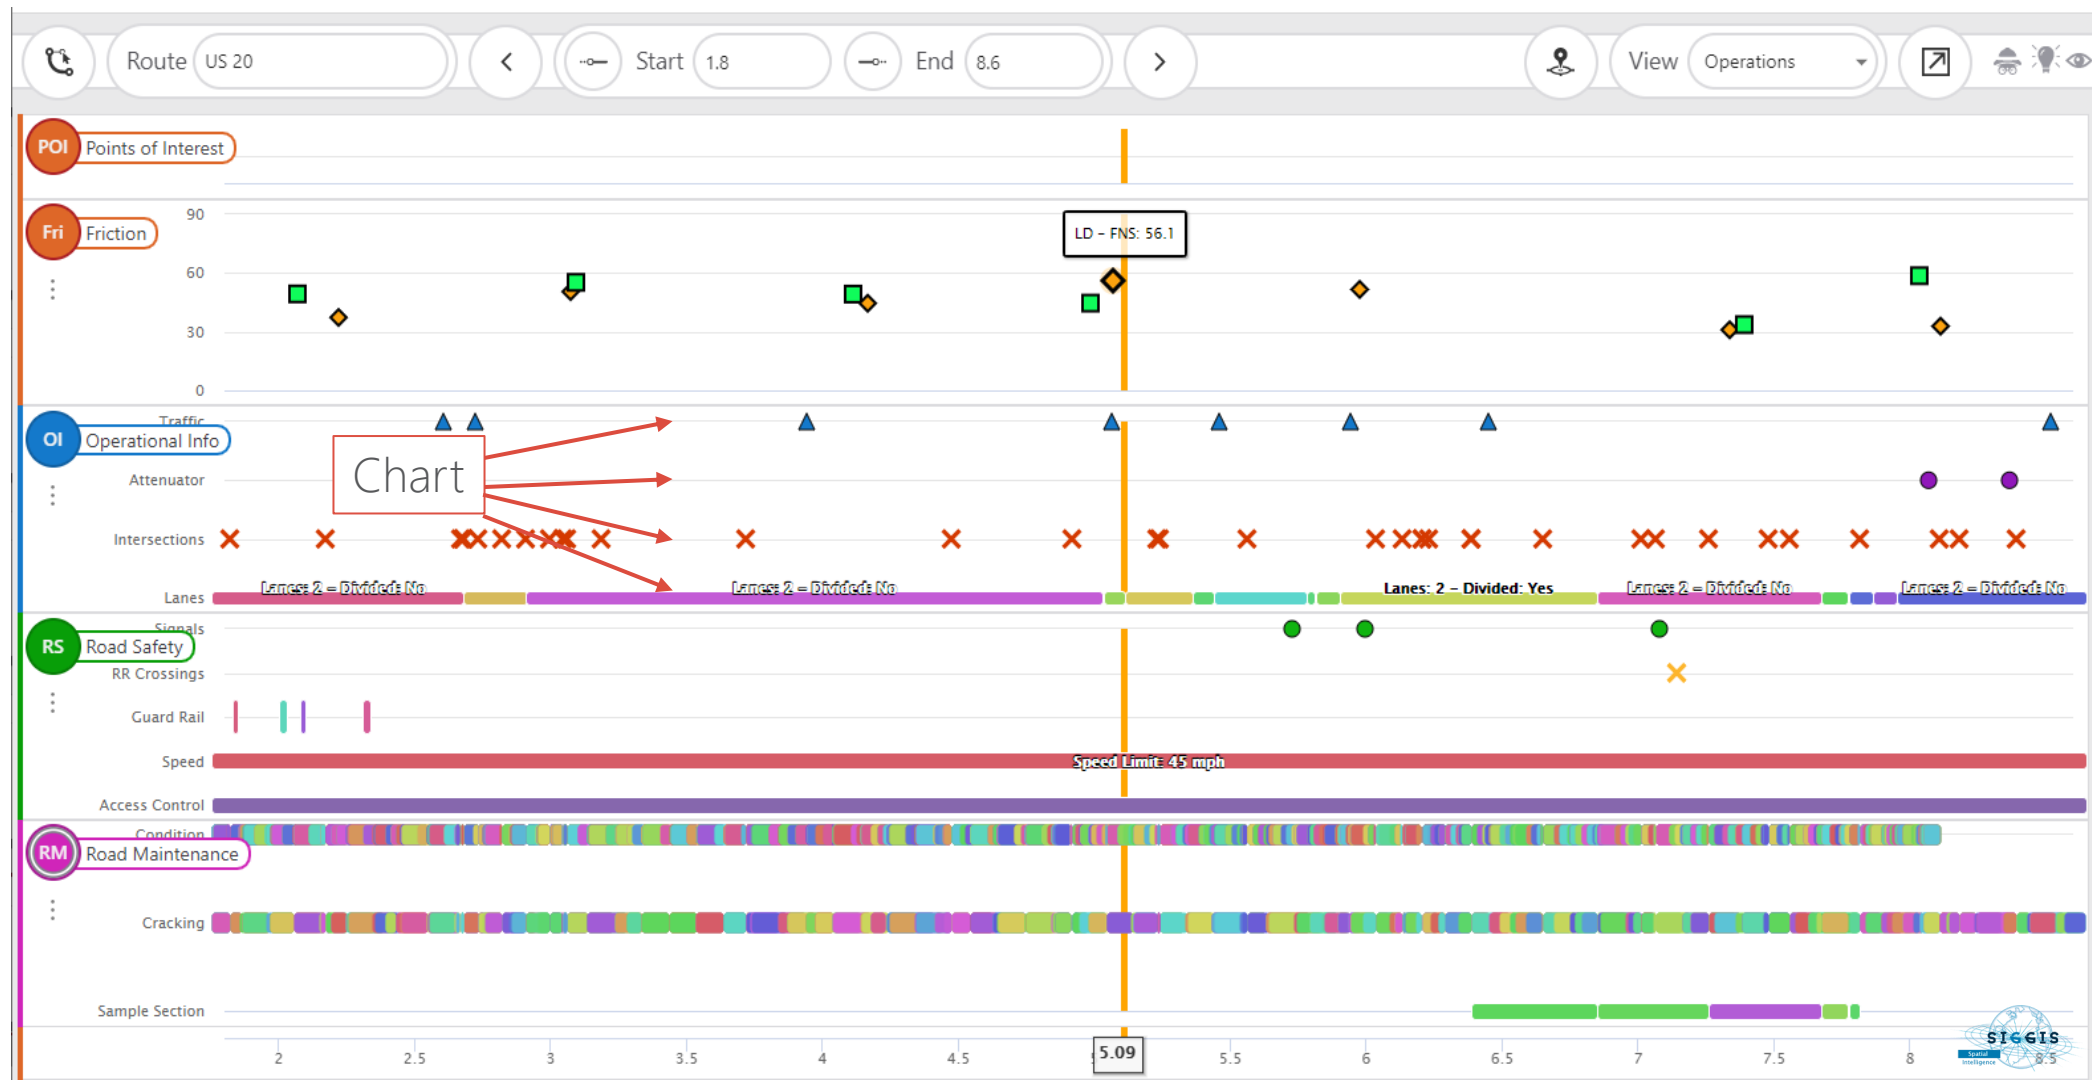 Route US 20 Start 1.8 End 8.6 View Operations
POI Points of Interest
90
Fri Friction
LD - FNS: 56.1
60
30
0
Traffic
OI Operational Info
Chart
Attenuator
Intersections
Lanes: 2 - Divided: No Lanes: 2 - Divided: No Lanes: 2 - Divided: Yes Lanes: 2 - Divided: No Lanes: 2 - Divided: No
Lanes
Signals
RS Road Safety
RR Crossings
Guard Rail
Speed Speed Limit: 45 mph
Access Control
Condition
RM Road Maintenance
Cracking
Sample Section
SIGGIS
Spatial
Intelligence
2 2.5 3 3.5 4 4.5 5.09 5.5 6 6.5 7 7.5 8 8.5